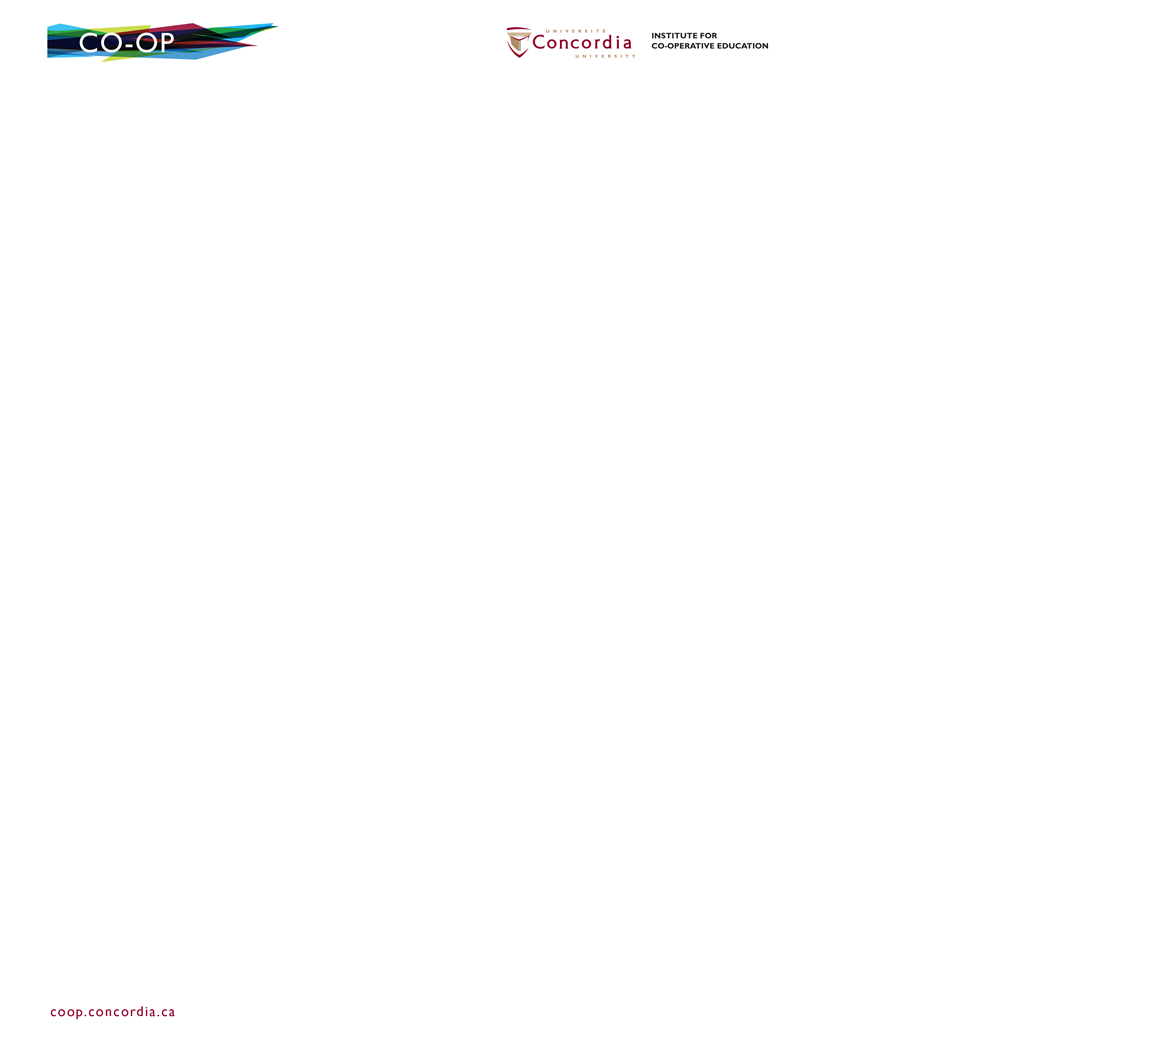 CO-OP
UNIVERSITÉ
Concordia
UNIVERSITY
INSTITUTE FOR
CO-OPERATIVE EDUCATION
coop.concordia.ca